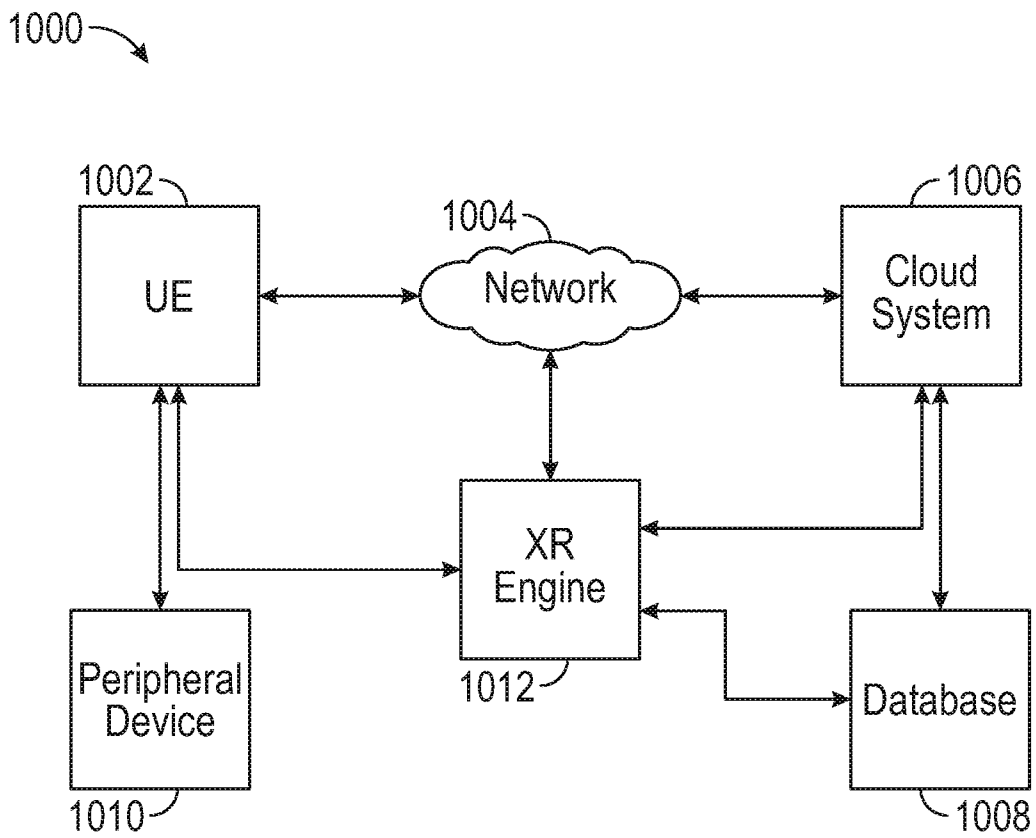 1000
1002
1004
1006
UE
Network
Cloud
System
XR
Engine
1012
Peripheral
Device
1010
Database
1008